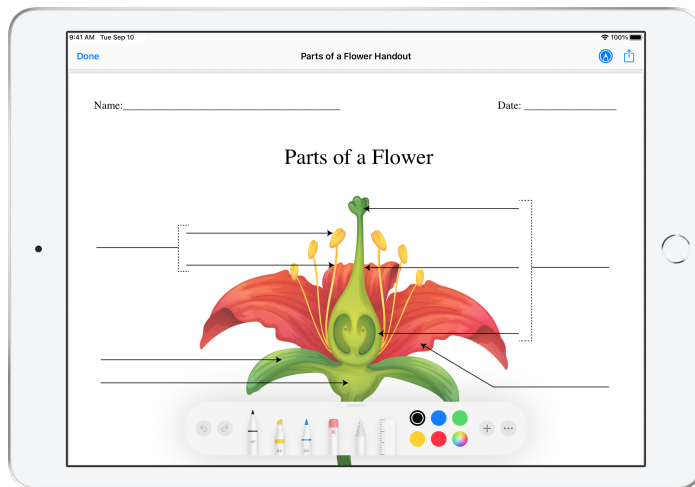 9:41 AM Tue Sep 10 100%
Done Parts of a Flower Handout
Name:
Date:
Parts of a Flower